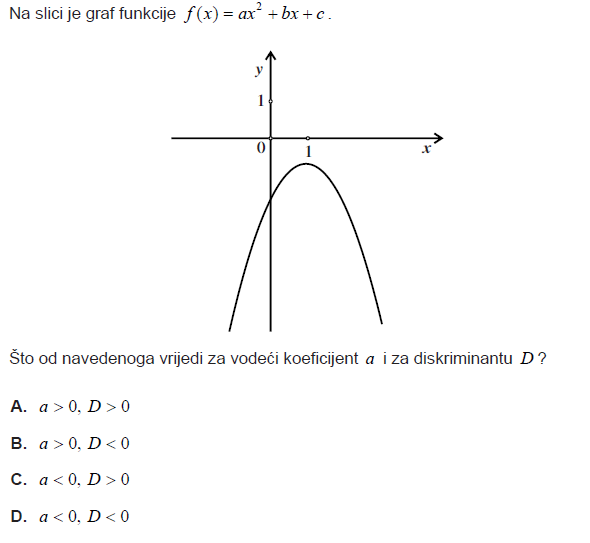 Na slici je graf funkcije f(x) = ax² + bx + c.
y
1
0
1
x
Što od navedenoga vrijedi za vodeći koeficijent a i za diskriminantu D?
A. a > 0, D > 0
B. a > 0, D < 0
C. a < 0, D > 0
D. a < 0, D < 0